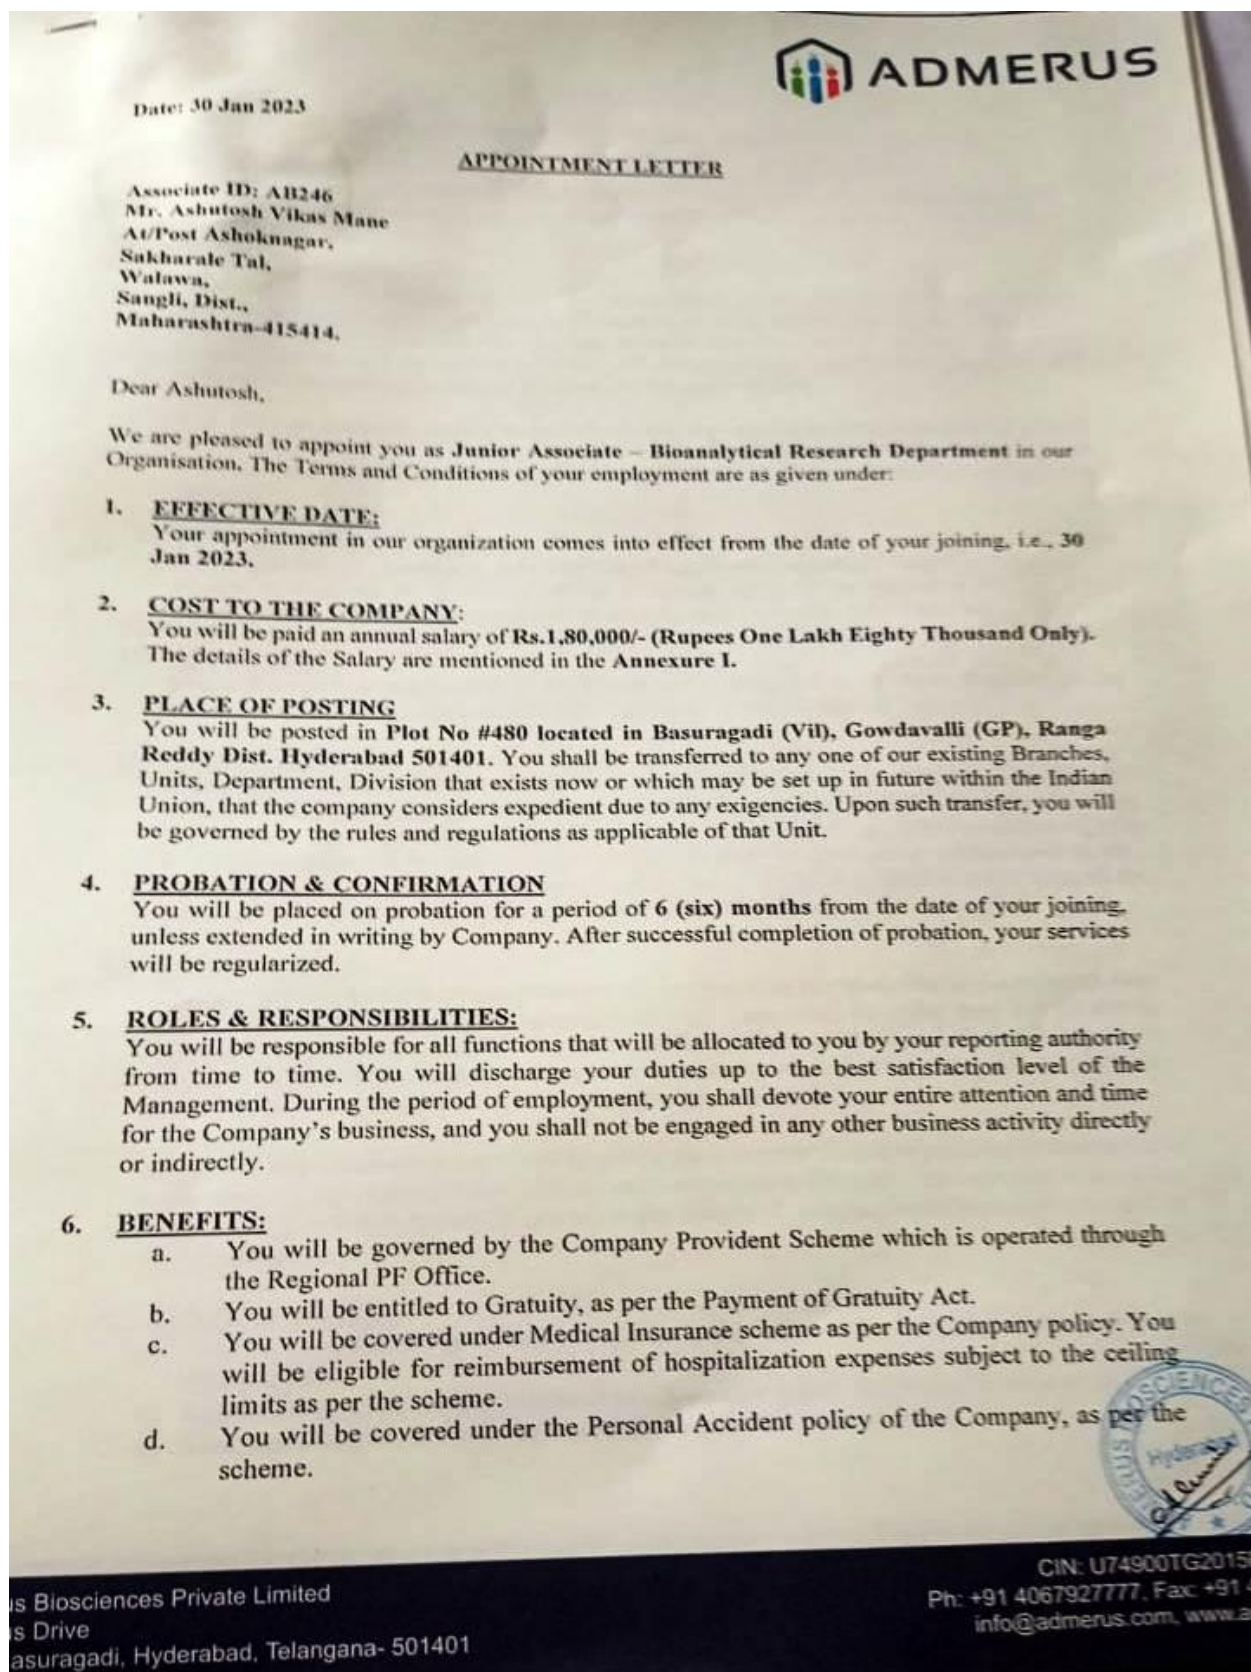 ADMERUS
Date: 30 Jan 2023
APPOINTMENT LETTER
Associate ID: AB246
Mr. Ashutosh Vikas Mane
At/Post Ashoknagar,
Sakharale Tal,
Walawa,
Sangli, Dist.,
Maharashtra-415414.
Dear Ashutosh,
We are pleased to appoint you as Junior Associate – Bioanalytical Research Department in our
Organisation. The Terms and Conditions of your employment are as given under:
1. EFFECTIVE DATE:
Your appointment in our organization comes into effect from the date of your joining, i.e., 30
Jan 2023.
2. COST TO THE COMPANY:
You will be paid an annual salary of Rs.1,80,000/- (Rupees One Lakh Eighty Thousand Only).
The details of the Salary are mentioned in the Annexure I.
3. PLACE OF POSTING
You will be posted in Plot No #480 located in Basuragadi (Vil), Gowdavalli (GP), Ranga
Reddy Dist. Hyderabad 501401. You shall be transferred to any one of our existing Branches,
Units, Department, Division that exists now or which may be set up in future within the Indian
Union, that the company considers expedient due to any exigencies. Upon such transfer, you will
be governed by the rules and regulations as applicable of that Unit.
4. PROBATION & CONFIRMATION
You will be placed on probation for a period of 6 (six) months from the date of your joining,
unless extended in writing by Company. After successful completion of probation, your services
will be regularized.
5. ROLES & RESPONSIBILITIES:
You will be responsible for all functions that will be allocated to you by your reporting authority
from time to time. You will discharge your duties up to the best satisfaction level of the
Management. During the period of employment, you shall devote your entire attention and time
for the Company's business, and you shall not be engaged in any other business activity directly
or indirectly.
6. BENEFITS:
a. You will be governed by the Company Provident Scheme which is operated through
the Regional PF Office.
b. You will be entitled to Gratuity, as per the Payment of Gratuity Act.
c. You will be covered under Medical Insurance scheme as per the Company policy. You
will be eligible for reimbursement of hospitalization expenses subject to the ceiling
limits as per the scheme.
d. You will be covered under the Personal Accident policy of the Company, as per the
scheme.
Hyderabad
us Biosciences Private Limited
us Drive
asuragadi, Hyderabad, Telangana- 501401
CIN: U74900TG2015
Ph: +91 4067927777, Fax: +91
info@admerus.com, www.a